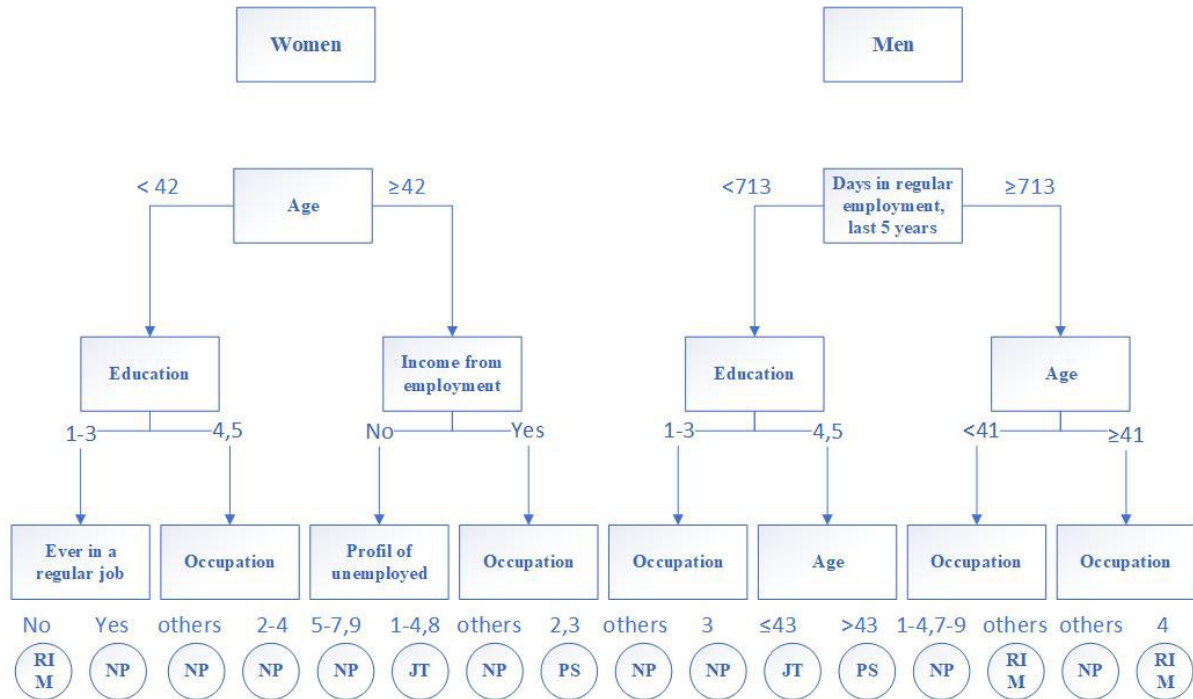 Women Men
< 42 ≥42 <713 ≥713
Age
Days in regular
employment,
last 5 years
Education
Income from
employment
Education
Age
1-3 4,5 No Yes 1-3 4,5 <41 ≥41
Ever in a
regular job
Occupation
Profil of
unemployed
Occupation
Occupation
Age
Occupation
Occupation
No Yes others 2-4 5-7,9 1-4,8 others 2,3 others 3 ≤43 >43 1-4,7-9 others others 4
RI
M
NP
NP
NP
NP
JT
NP
PS
NP
NP
JT
PS
NP
RI
M
NP
RI
M